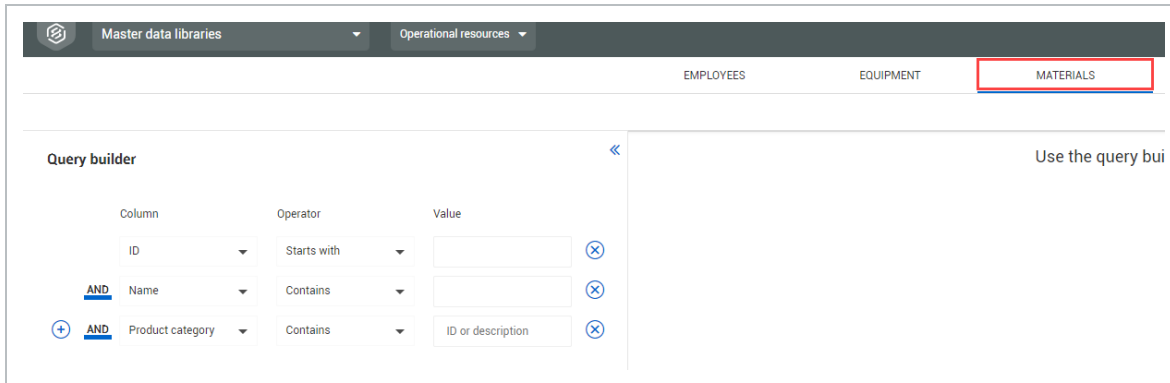 Master data libraries Operational resources
EMPLOYEES EQUIPMENT MATERIALS
Query builder
Use the query bui
Column Operator Value
ID Starts with
AND Name Contains
AND Product category Contains ID or description